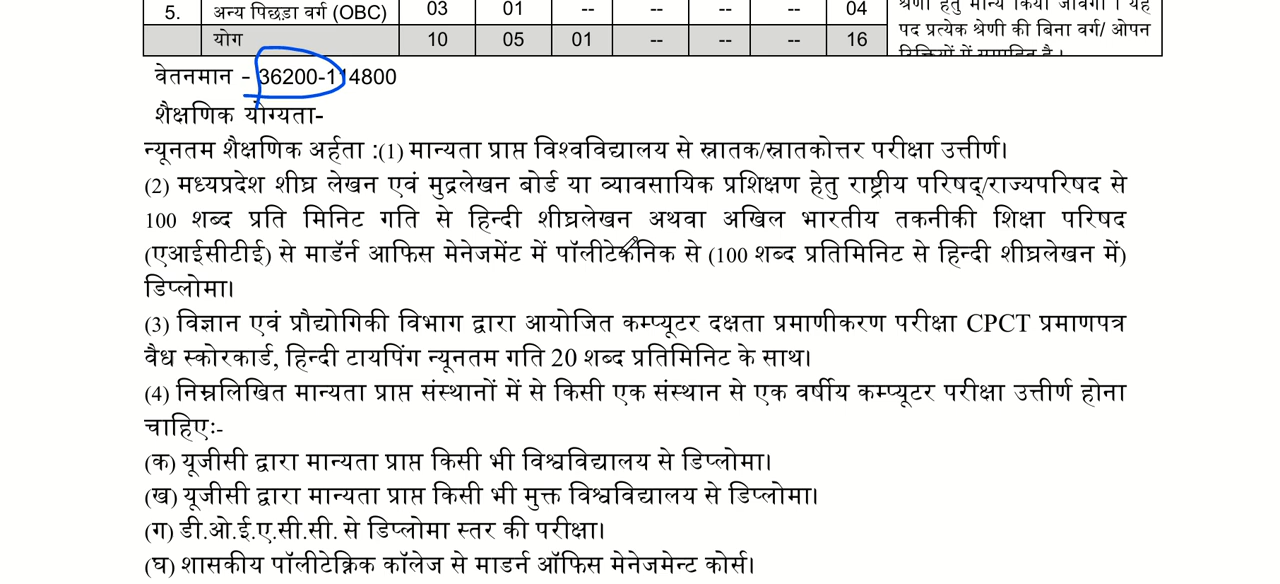 5. अन्य पिछड़ा वर्ग (OBC) 03 01 -- -- -- -- 04 श्रेणी हेतु मान्य किया जावेगा । यह
योग 10 05 01 -- -- -- 16 पद प्रत्येक श्रेणी की बिना वर्ग/ ओपन
रिक्तियों में समाहित है।
वेतनमान - 36200-114800
शैक्षणिक योग्यता-
न्यूनतम शैक्षणिक अर्हता :(1) मान्यता प्राप्त विश्वविद्यालय से स्नातक/स्नातकोत्तर परीक्षा उत्तीर्ण।
(2) मध्यप्रदेश शीघ्र लेखन एवं मुद्रलेखन बोर्ड या व्यावसायिक प्रशिक्षण हेतु राष्ट्रीय परिषद्/राज्यपरिषद से
100 शब्द प्रति मिनिट गति से हिन्दी शीघ्रलेखन अथवा अखिल भारतीय तकनीकी शिक्षा परिषद
(एआईसीटीई) से मार्डर्न आफिस मेनेजमेंट में पॉलीटेकनिक से (100 शब्द प्रतिमिनिट से हिन्दी शीघ्रलेखन में)
डिप्लोमा।
(3) विज्ञान एवं प्रौद्योगिकी विभाग द्वारा आयोजित कम्प्यूटर दक्षता प्रमाणीकरण परीक्षा CPCT प्रमाणपत्र
वैध स्कोरकार्ड, हिन्दी टायपिंग न्यूनतम गति 20 शब्द प्रतिमिनिट के साथ।
(4) निम्नलिखित मान्यता प्राप्त संस्थानों में से किसी एक संस्थान से एक वर्षीय कम्प्यूटर परीक्षा उत्तीर्ण होना
चाहिएः-
(क) यूजीसी द्वारा मान्यता प्राप्त किसी भी विश्वविद्यालय से डिप्लोमा।
(ख) यूजीसी द्वारा मान्यता प्राप्त किसी भी मुक्त विश्वविद्यालय से डिप्लोमा।
(ग) डी.ओ.ई.ए.सी.सी. से डिप्लोमा स्तर की परीक्षा।
(घ) शासकीय पॉलीटेक्निक कॉलेज से मार्डन ऑफिस मेनेजमेन्ट कोर्स।